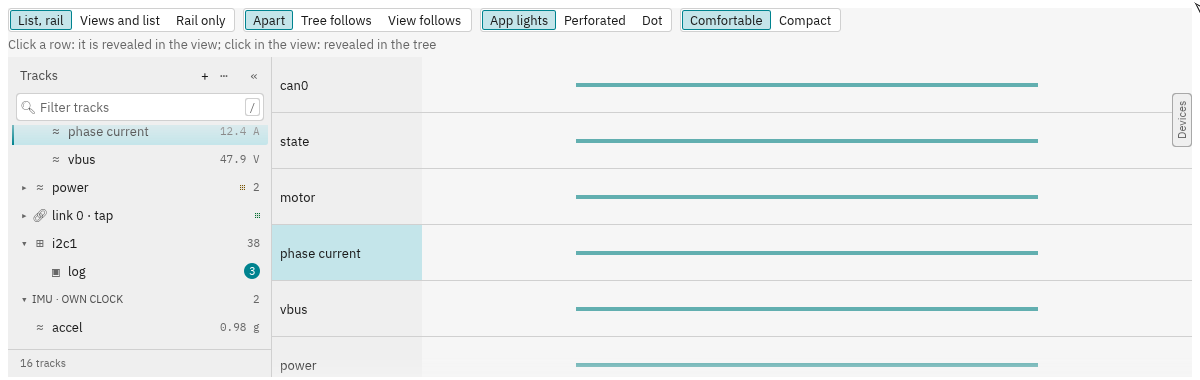 List, rail Views and list Rail only Apart Tree follows View follows App lights Perforated Dot Comfortable Compact
Click a row: it is revealed in the view; click in the view: revealed in the tree
Tracks + ⋯ «
Filter tracks /
≈ phase current 12.4 A
≈ vbus 47.9 V
▸ ≈ power 2
▸ link 0 · tap
▾ ⊞ i2c1 38
▣ log 3
▾ IMU · OWN CLOCK 2
≈ accel 0.98 g
16 tracks
can0
state
motor
phase current
vbus
power
Devices